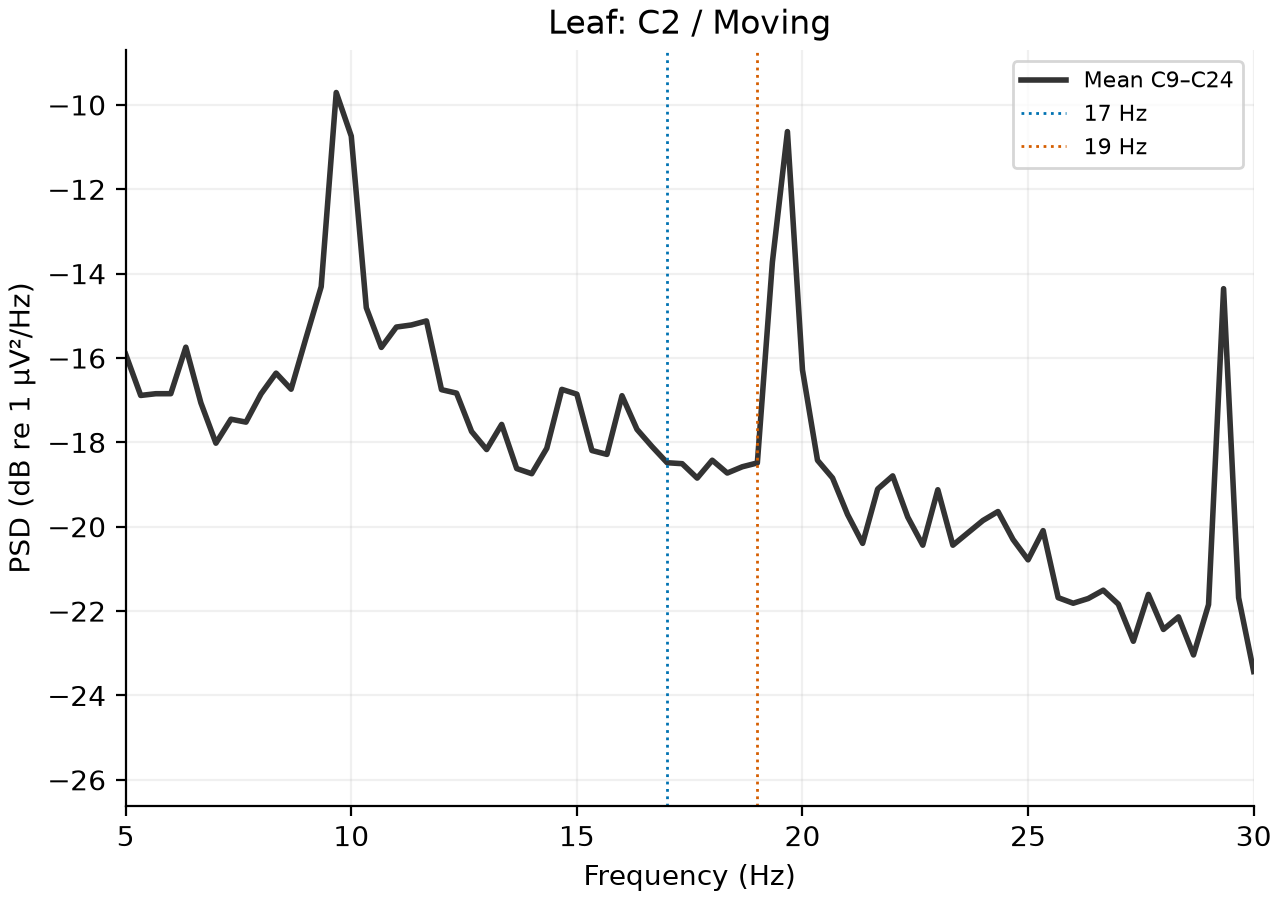 Leaf: C2 / Moving
Mean C9–C24
17 Hz
19 Hz
PSD (dB re 1 µV²/Hz)
−10
−12
−14
−16
−18
−20
−22
−24
−26
5 10 15 20 25 30
Frequency (Hz)